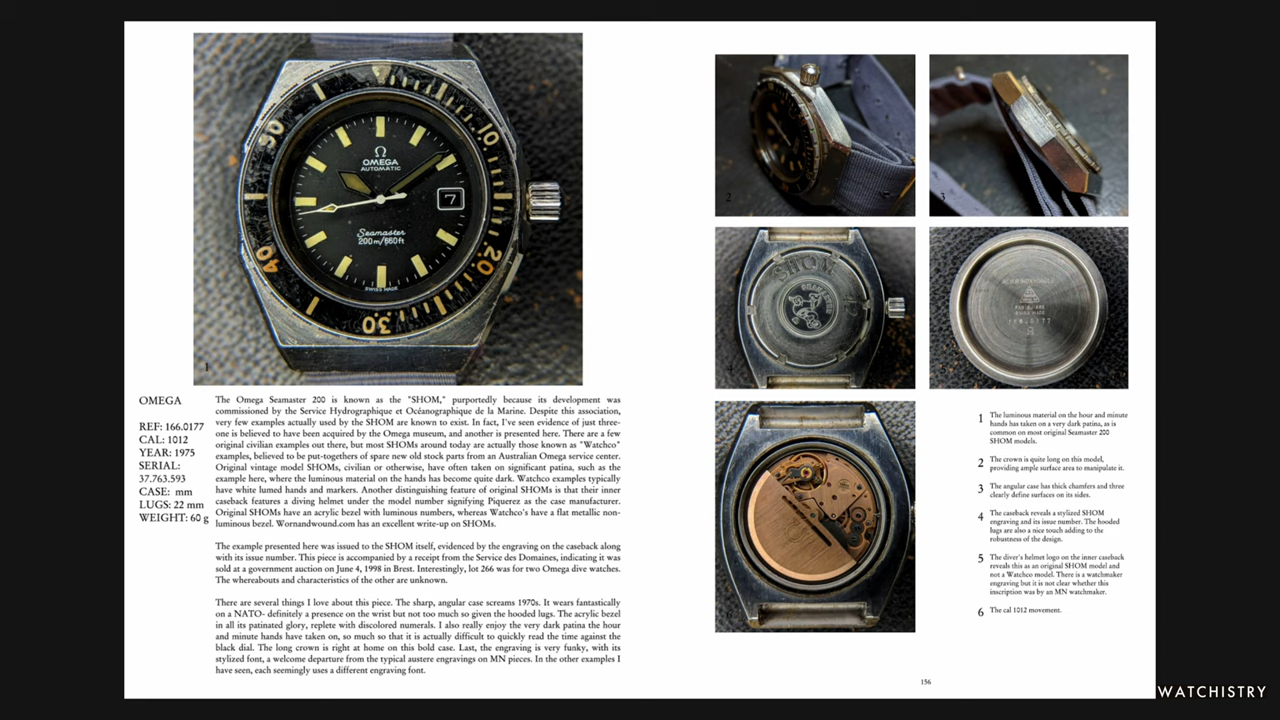 50
10
20
30
40
Ω
OMEGA
AUTOMATIC
7
Seamaster
200m/660ft
SWISS MADE
1
OMEGA
REF: 166.0177
CAL: 1012
YEAR: 1975
SERIAL:
37.763.593
CASE: mm
LUGS: 22 mm
WEIGHT: 60 g
The Omega Seamaster 200 is known as the "SHOM," purportedly because its development was
commissioned by the Service Hydrographique et Océanographique de la Marine. Despite this association,
very few examples actually used by the SHOM are known to exist. In fact, I've seen evidence of just three-
one is believed to have been acquired by the Omega museum, and another is presented here. There are a few
original civilian examples out there, but most SHOMs around today are actually those known as "Watchco"
examples, believed to be put-togethers of spare new old stock parts from an Australian Omega service center.
Original vintage model SHOMs, civilian or otherwise, have often taken on significant patina, such as the
example here, where the luminous material on the hands has become quite dark. Watchco examples typically
have white lumed hands and markers. Another distinguishing feature of original SHOMs is that their inner
caseback features a diving helmet under the model number signifying Piquerez as the case manufacturer.
Original SHOMs have an acrylic bezel with luminous numbers, whereas Watchco's have a flat metallic non-
luminous bezel. Wornandwound.com has an excellent write-up on SHOMs.
The example presented here was issued to the SHOM itself, evidenced by the engraving on the caseback along
with its issue number. This piece is accompanied by a receipt from the Service des Domaines, indicating it was
sold at a government auction on June 4, 1998 in Brest. Interestingly, lot 266 was for two Omega dive watches.
The whereabouts and characteristics of the other are unknown.
There are several things I love about this piece. The sharp, angular case screams 1970s. It wears fantastically
on a NATO- definitely a presence on the wrist but not too much so given the hooded lugs. The acrylic bezel
in all its patinated glory, replete with discolored numerals. I also really enjoy the very dark patina the hour
and minute hands have taken on, so much so that it is actually difficult to quickly read the time against the
black dial. The long crown is right at home on this bold case. Last, the engraving is very funky, with its
stylized font, a welcome departure from the typical austere engravings on MN pieces. In the other examples I
have seen, each seemingly uses a different engraving font.
2
3
SHOM
4
1 The luminous material on the hour and minute
hands has taken on a very dark patina, as is
common on most original Seamaster 200
SHOM models.
2 The crown is quite long on this model,
providing ample surface area to manipulate it.
3 The angular case has thick chamfers and three
clearly define surfaces on its sides.
4 The caseback reveals a stylized SHOM
engraving and its issue number. The hooded
lugs are also a nice touch adding to the
robustness of the design.
5 The diver's helmet logo on the inner caseback
reveals this as an original SHOM model and
not a Watchco model. There is a watchmaker
engraving but it is not clear whether this
inscription was by an MN watchmaker.
6 The cal 1012 movement.
156
WATCHISTRY